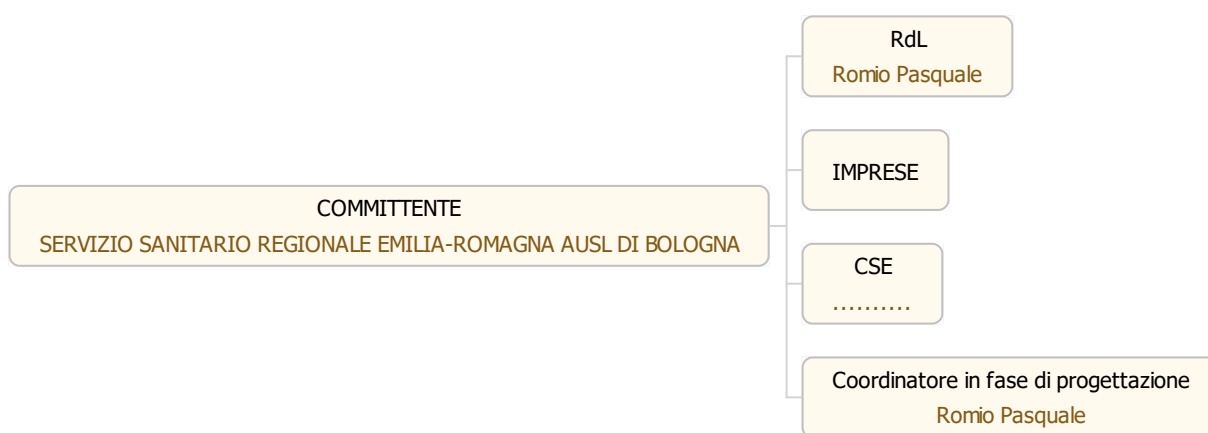 RdL
Romio Pasquale
IMPRESE
COMMITTENTE
SERVIZIO SANITARIO REGIONALE EMILIA-ROMAGNA AUSL DI BOLOGNA
CSE
..........
Coordinatore in fase di progettazione
Romio Pasquale